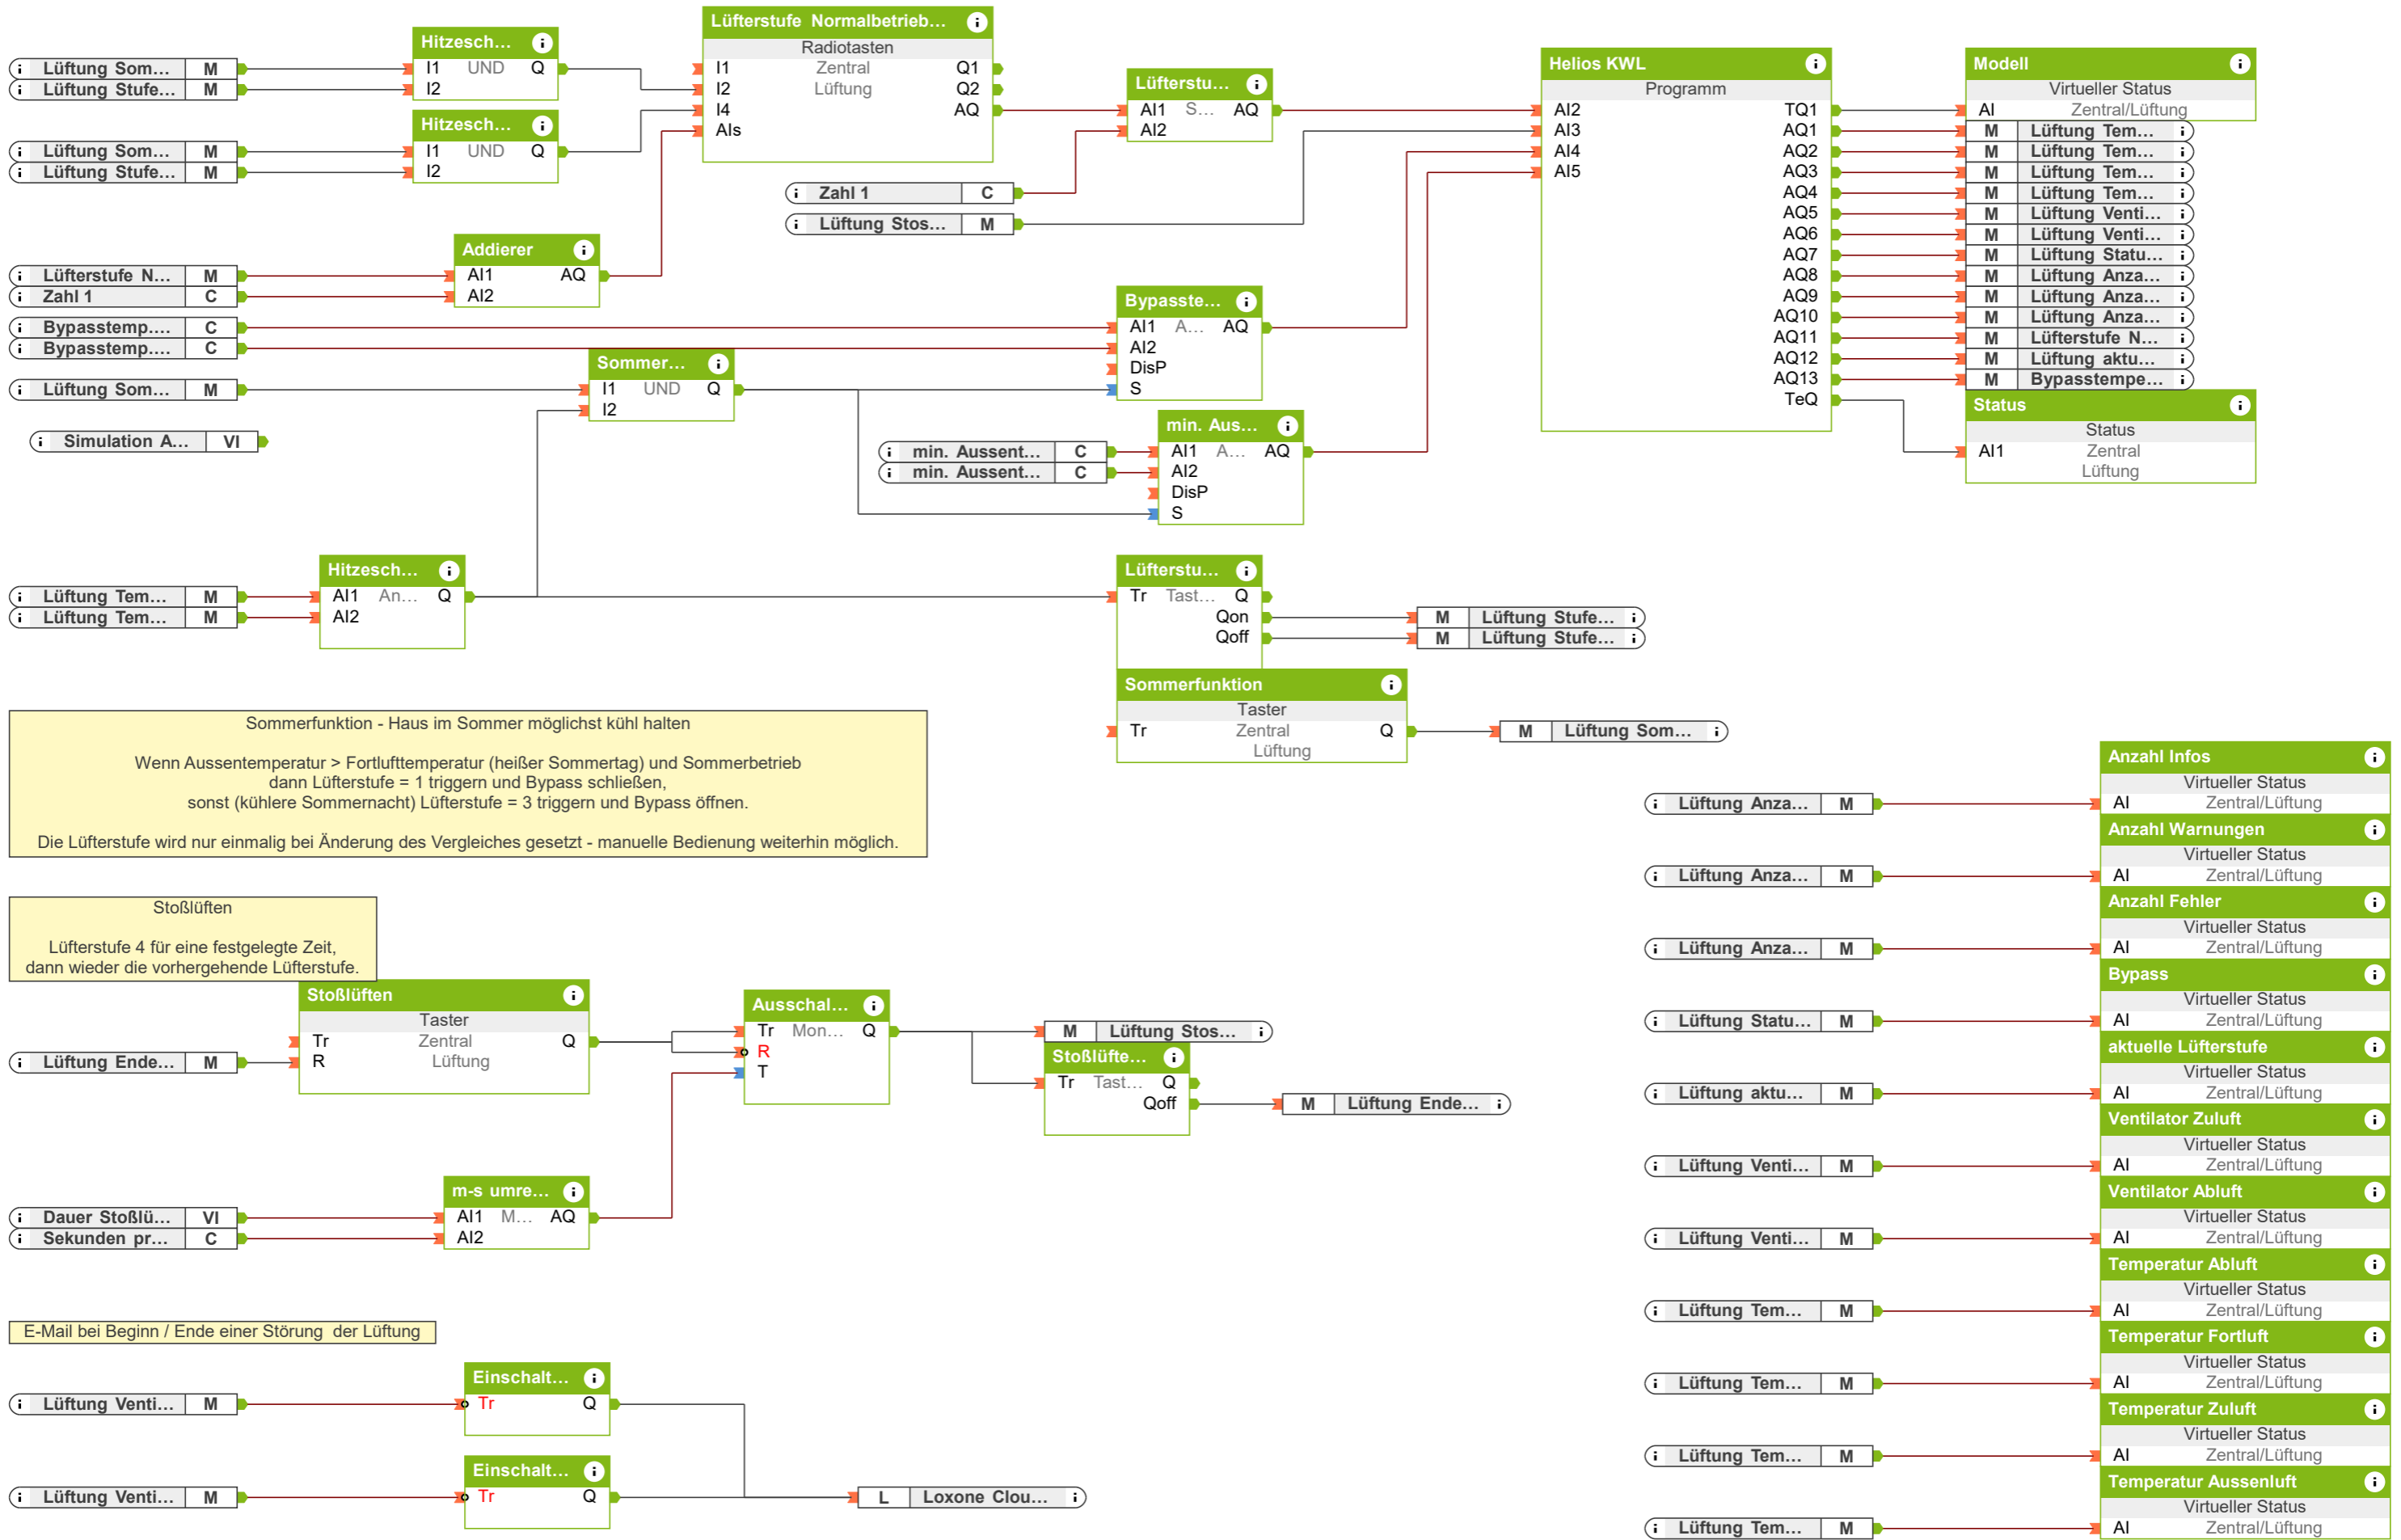 Lüfterstufe Normalbetrieb...
Radiotasten
I1 Zentral Q1
I2 Lüftung Q2
I4 AQ
AIs
Hitzesch...
I1 UND Q
I2
Lüftung Som... M
Lüftung Stufe... M
Hitzesch...
I1 UND Q
I2
Lüftung Som... M
Lüftung Stufe... M
Lüfterstu...
AI1 S... AQ
AI2
Zahl 1 C
Lüftung Stos... M
Helios KWL
Programm
AI2 TQ1
AI3 AQ1
AI4 AQ2
AI5 AQ3
AQ4
AQ5
AQ6
AQ7
AQ8
AQ9
AQ10
AQ11
AQ12
AQ13
TeQ
Modell
Virtueller Status
AI Zentral/Lüftung
M Lüftung Tem...
M Lüftung Tem...
M Lüftung Tem...
M Lüftung Tem...
M Lüftung Venti...
M Lüftung Venti...
M Lüftung Statu...
M Lüftung Anza...
M Lüftung Anza...
M Lüftung Anza...
M Lüfterstufe N...
M Lüftung aktu...
M Bypasstempe...
Status
Status
AI1 Zentral
Lüftung
Addierer
AI1 AQ
AI2
Lüfterstufe N... M
Zahl 1 C
Bypasstemp.... C
Bypasstemp.... C
Bypasste...
AI1 A... AQ
AI2
DisP
S
Lüftung Som... M
Sommer...
I1 UND Q
I2
Simulation A... VI
min. Aussent... C
min. Aussent... C
min. Aus...
AI1 A... AQ
AI2
DisP
S
Lüftung Tem... M
Lüftung Tem... M
Hitzesch...
AI1 An... Q
AI2
Lüfterstu...
Tr Tast... Q
Qon
Qoff
M Lüftung Stufe...
M Lüftung Stufe...
Sommerfunktion
Taster
Tr Zentral Q
Lüftung
M Lüftung Som...
Sommerfunktion - Haus im Sommer möglichst kühl halten
Wenn Aussentemperatur > Fortlufttemperatur (heißer Sommertag) und Sommerbetrieb
dann Lüfterstufe = 1 triggern und Bypass schließen,
sonst (kühlere Sommernacht) Lüfterstufe = 3 triggern und Bypass öffnen.
Die Lüfterstufe wird nur einmalig bei Änderung des Vergleiches gesetzt - manuelle Bedienung weiterhin möglich.
Stoßlüften
Lüfterstufe 4 für eine festgelegte Zeit,
dann wieder die vorhergehende Lüfterstufe.
Stoßlüften
Taster
Tr Zentral Q
R Lüftung
Lüftung Ende... M
Ausschal...
Tr Mon... Q
R
T
M Lüftung Stos...
Stoßlüfte...
Tr Tast... Q
Qoff
M Lüftung Ende...
m-s umre...
AI1 M... AQ
AI2
Dauer Stoßlü... VI
Sekunden pr... C
E-Mail bei Beginn / Ende einer Störung der Lüftung
Einschalt...
Tr Q
Lüftung Venti... M
Einschalt...
Tr Q
Lüftung Venti... M
L Loxone Clou...
Anzahl Infos
Virtueller Status
Lüftung Anza... M
AI Zentral/Lüftung
Anzahl Warnungen
Virtueller Status
Lüftung Anza... M
AI Zentral/Lüftung
Anzahl Fehler
Virtueller Status
Lüftung Anza... M
AI Zentral/Lüftung
Bypass
Virtueller Status
Lüftung Statu... M
AI Zentral/Lüftung
aktuelle Lüfterstufe
Virtueller Status
Lüftung aktu... M
AI Zentral/Lüftung
Ventilator Zuluft
Virtueller Status
Lüftung Venti... M
AI Zentral/Lüftung
Ventilator Abluft
Virtueller Status
Lüftung Venti... M
AI Zentral/Lüftung
Temperatur Abluft
Virtueller Status
Lüftung Tem... M
AI Zentral/Lüftung
Temperatur Fortluft
Virtueller Status
Lüftung Tem... M
AI Zentral/Lüftung
Temperatur Zuluft
Virtueller Status
Lüftung Tem... M
AI Zentral/Lüftung
Temperatur Aussenluft
Virtueller Status
Lüftung Tem... M
AI Zentral/Lüftung